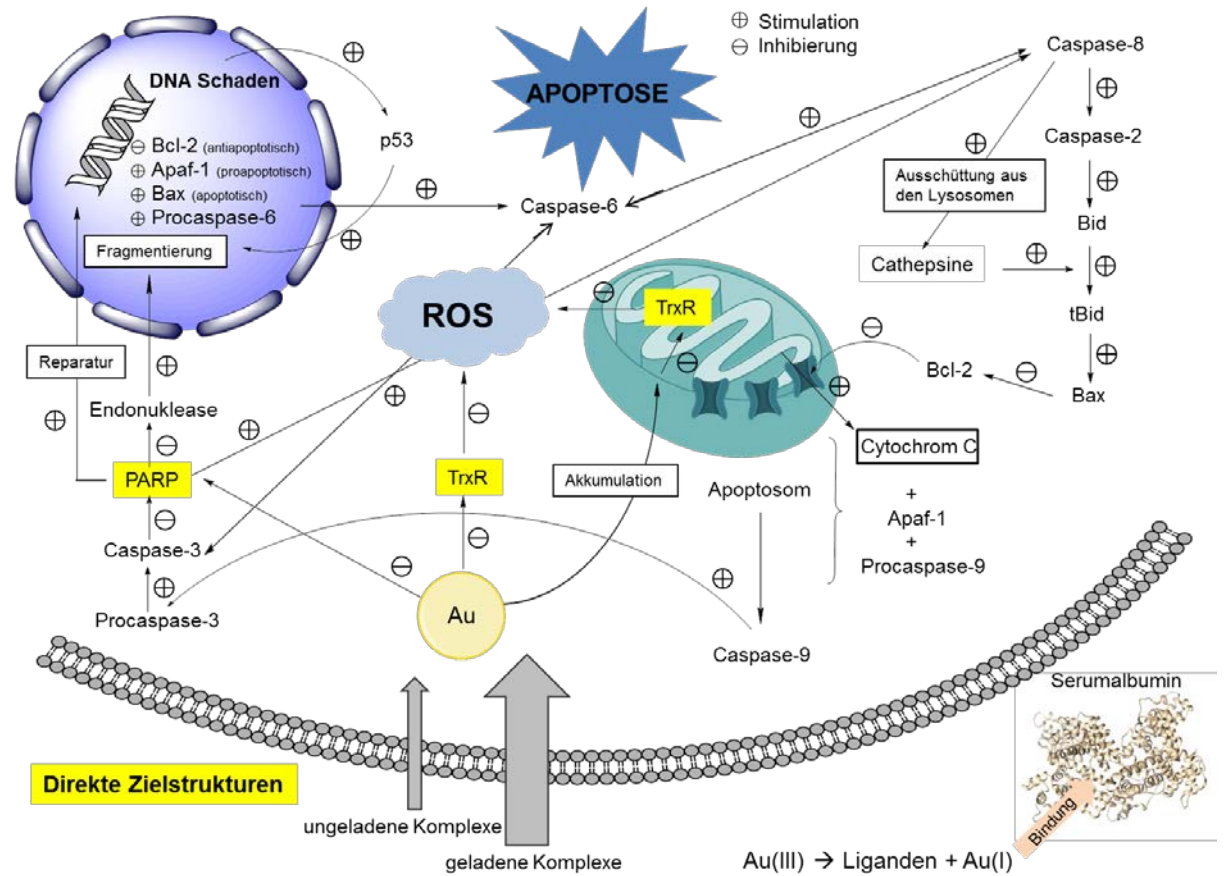 ⊕ Stimulation
⊖ Inhibierung
DNA Schaden
⊖ Bcl-2 (antiapoptotisch)
⊕ Apaf-1 (proapoptotisch)
⊕ Bax (apoptotisch)
⊕ Procaspase-6
Fragmentierung
⊕
p53
⊕
⊕
APOPTOSE
Caspase-6
⊕
Caspase-8
⊕
Caspase-2
⊕
Bid
⊕
tBid
⊕
Bax
⊕
Ausschüttung aus
den Lysosomen
Cathepsine
⊕
⊖
Bcl-2
⊖
ROS
⊖
TrxR
⊖
⊕
Cytochrom C
+
Apaf-1
+
Procaspase-9
Apoptosom
Caspase-9
⊕
Reparatur
⊕
⊕
Endonuklease
⊖
PARP
⊖
Caspase-3
⊕
Procaspase-3
⊕
⊕
⊖
TrxR
⊖
⊖
Akkumulation
Au
Direkte Zielstrukturen
ungeladene Komplexe
geladene Komplexe
Serumalbumin
Bindung
Au(III) → Liganden + Au(I)